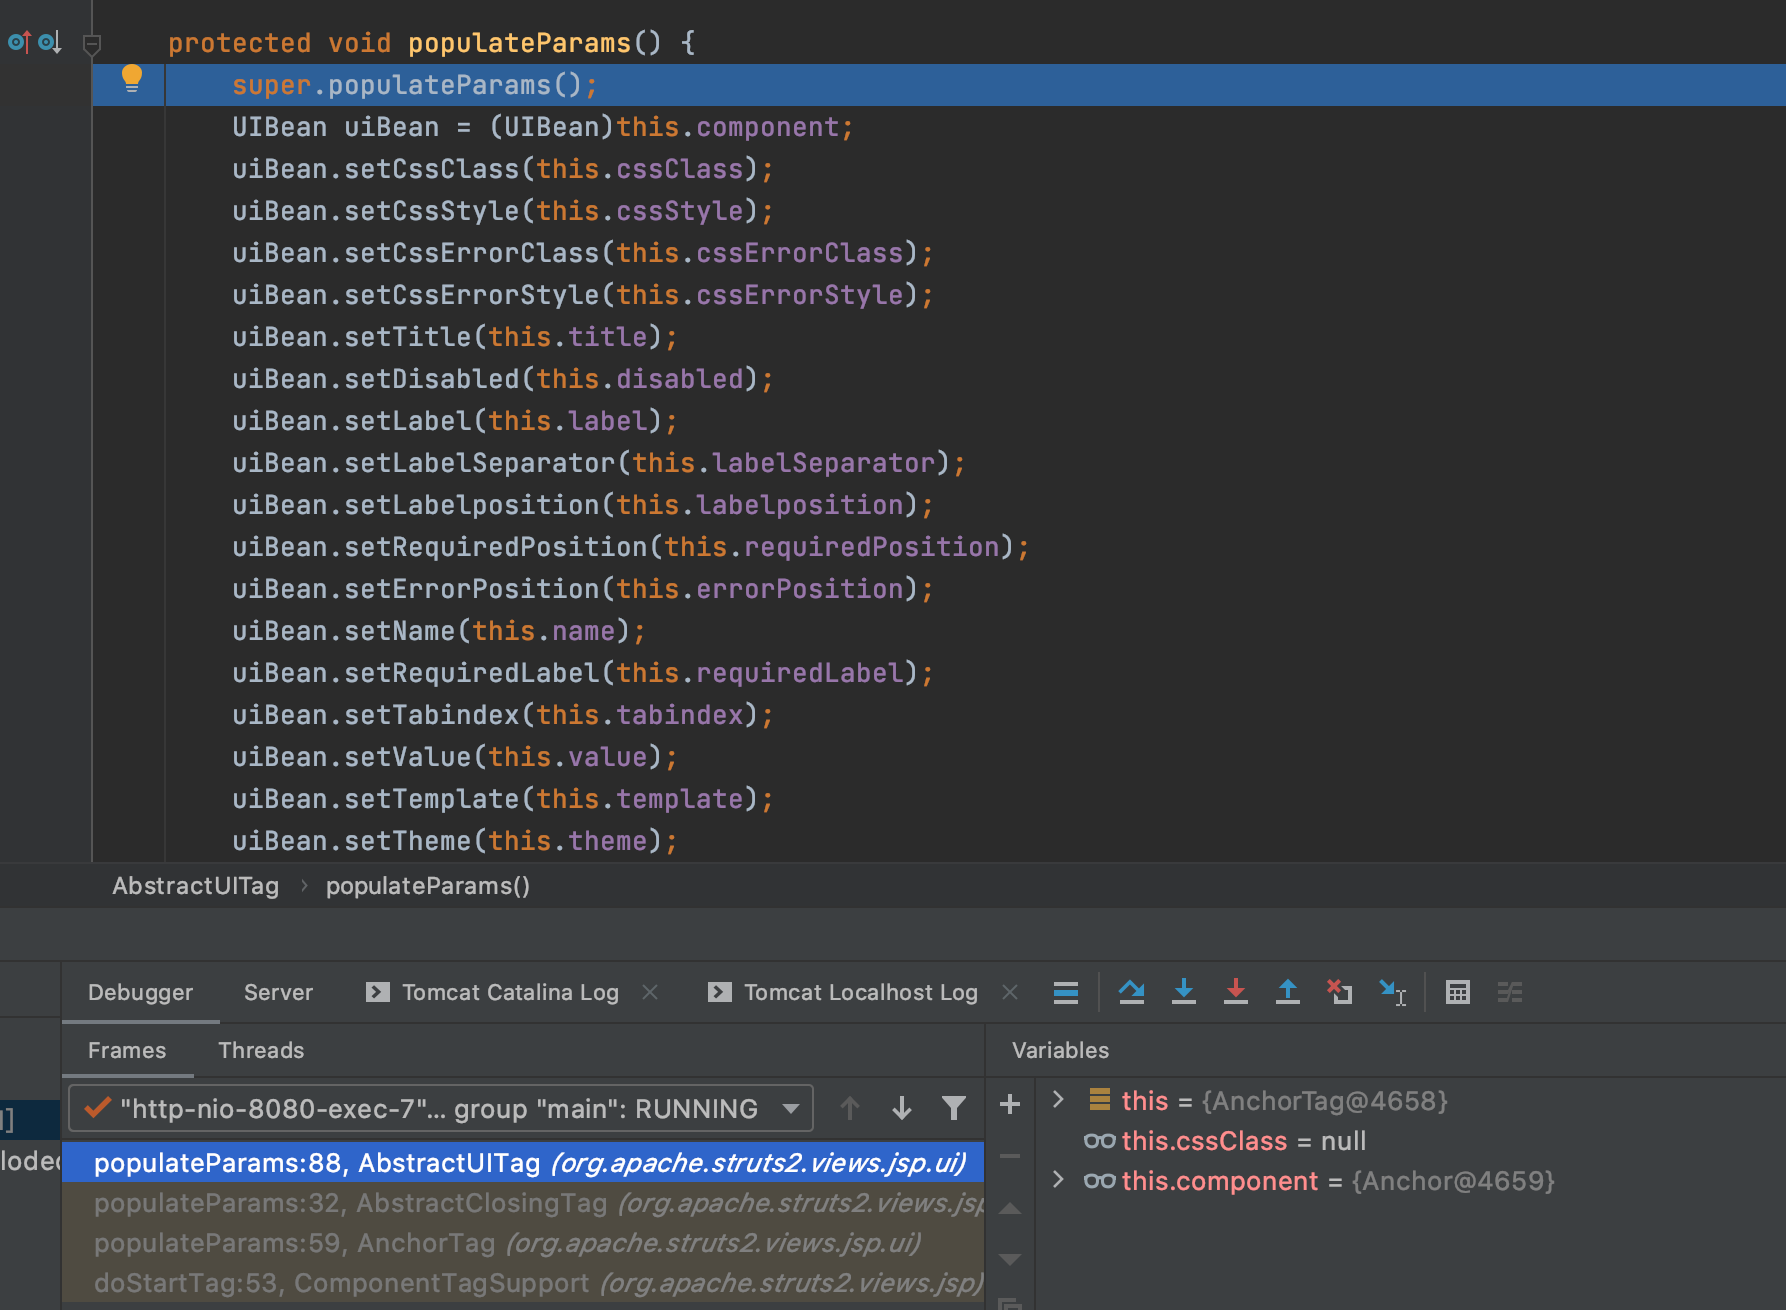 protected void populateParams() {
super.populateParams();
UIBean uiBean = (UIBean)this.component;
uiBean.setCssClass(this.cssClass);
uiBean.setCssStyle(this.cssStyle);
uiBean.setCssErrorClass(this.cssErrorClass);
uiBean.setCssErrorStyle(this.cssErrorStyle);
uiBean.setTitle(this.title);
uiBean.setDisabled(this.disabled);
uiBean.setLabel(this.label);
uiBean.setLabelSeparator(this.labelSeparator);
uiBean.setLabelposition(this.labelposition);
uiBean.setRequiredPosition(this.requiredPosition);
uiBean.setErrorPosition(this.errorPosition);
uiBean.setName(this.name);
uiBean.setRequiredLabel(this.requiredLabel);
uiBean.setTabindex(this.tabindex);
uiBean.setValue(this.value);
uiBean.setTemplate(this.template);
uiBean.setTheme(this.theme);
AbstractUITag › populateParams()
Debugger Server Tomcat Catalina Log Tomcat Localhost Log
Frames Threads Variables
"http-nio-8080-exec-7"... group "main": RUNNING
populateParams:88, AbstractUITag (org.apache.struts2.views.jsp.ui)
populateParams:32, AbstractClosingTag (org.apache.struts2.views.jsp
populateParams:59, AnchorTag (org.apache.struts2.views.jsp.ui)
doStartTag:53, ComponentTagSupport (org.apache.struts2.views.jsp)
this = {AnchorTag@4658}
this.cssClass = null
this.component = {Anchor@4659}